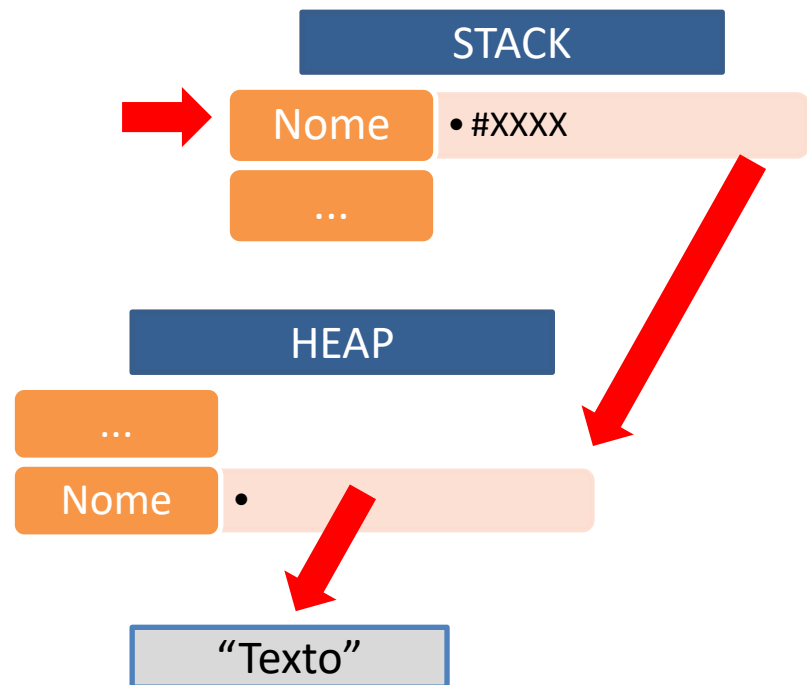 STACK
Nome • #XXXX
...
HEAP
...
Nome •
“Texto”